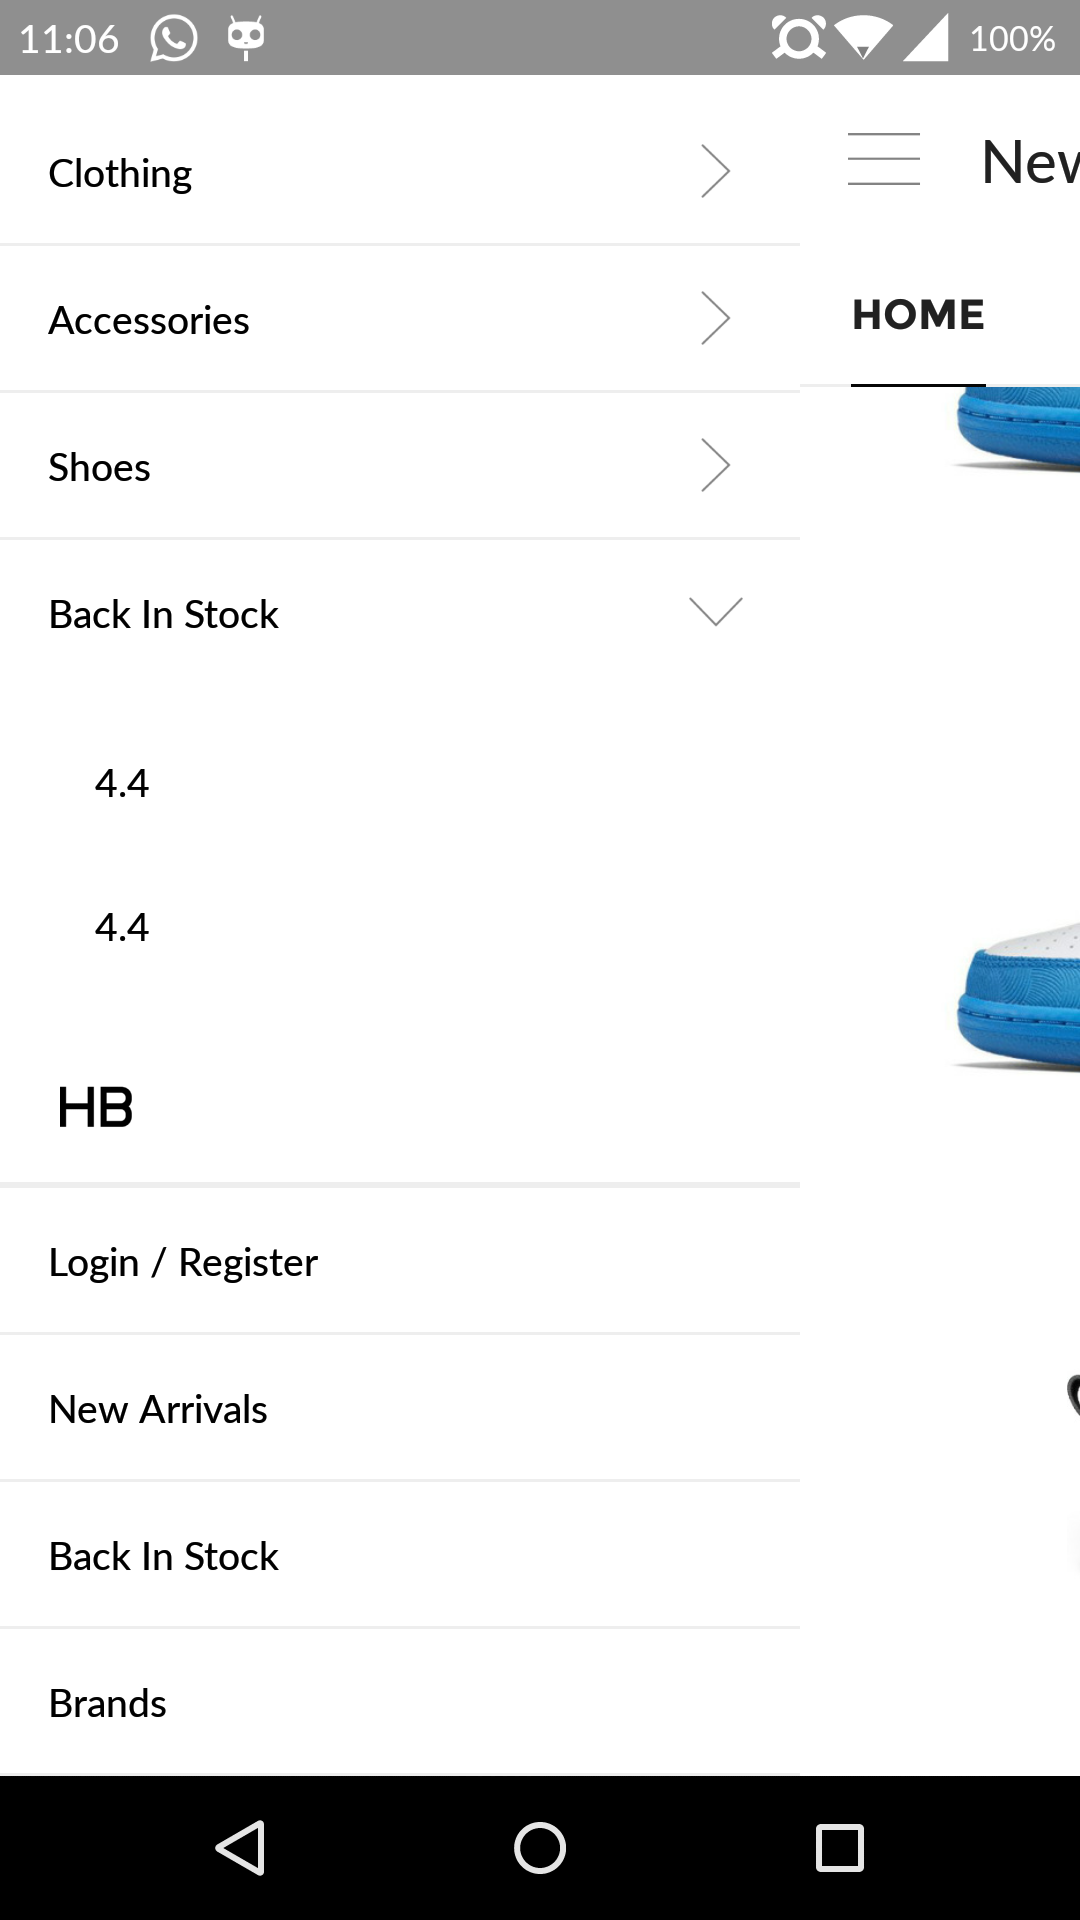 11:06
100%
Clothing
New
Accessories
HOME
Shoes
Back In Stock
4.4
4.4
HB
Login / Register
New Arrivals
Back In Stock
Brands